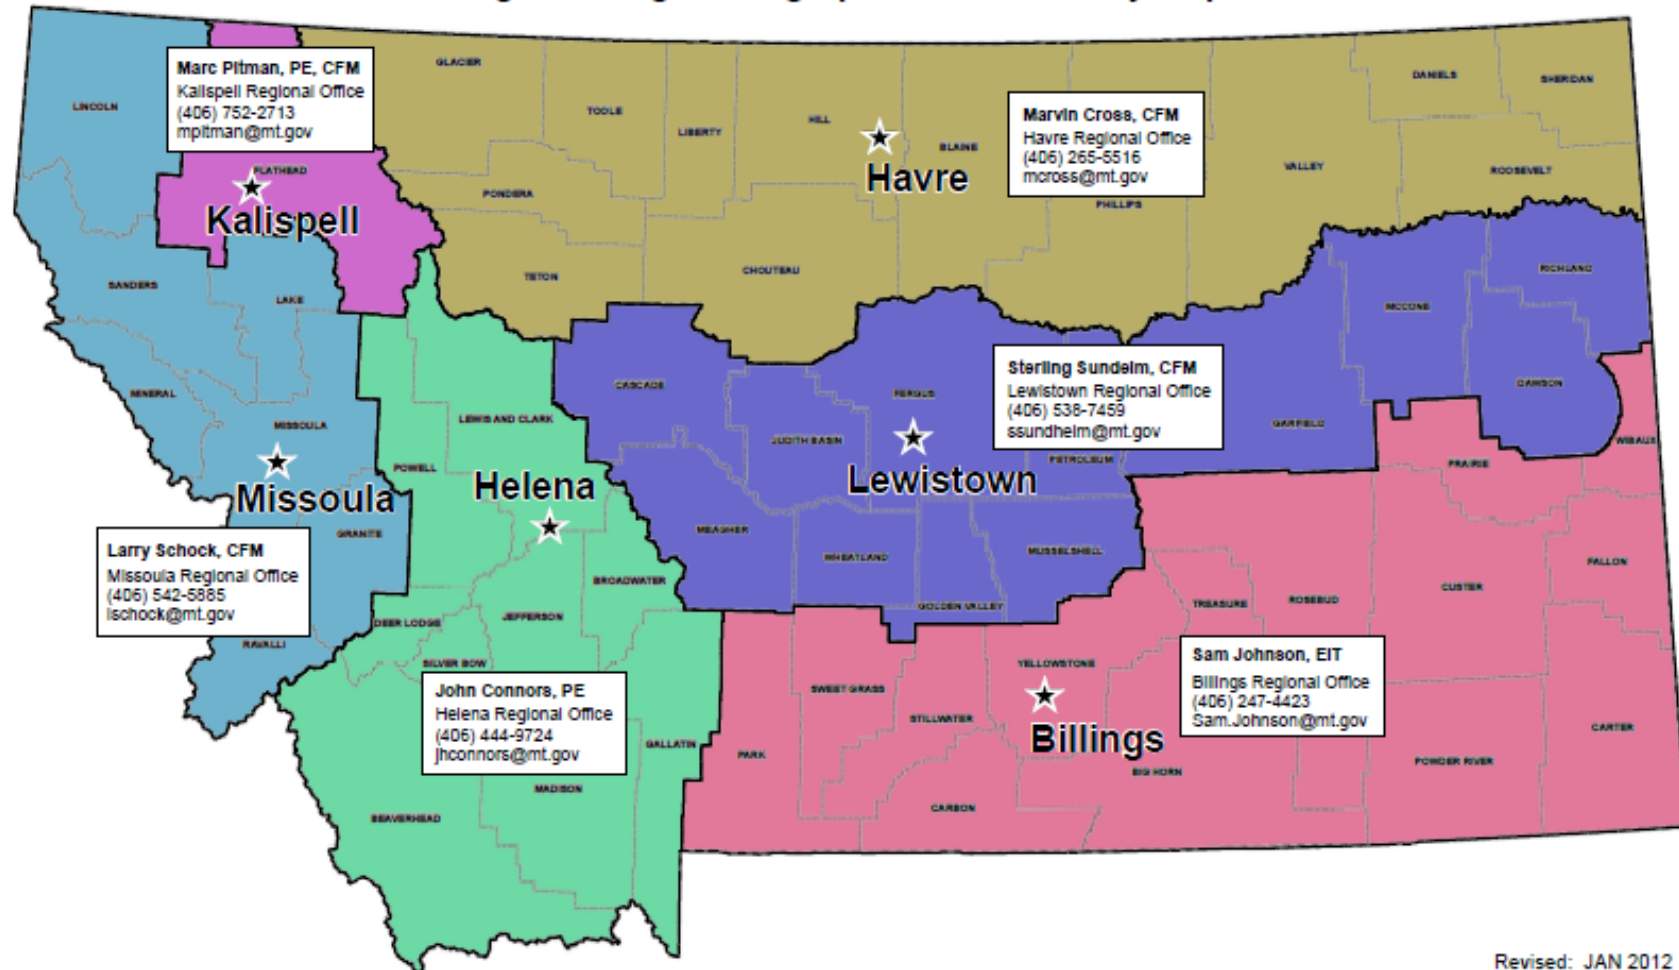 LINCOLN
Marc Pitman, PE, CFM
Kalispell Regional Office
(406) 752-2713
mpitman@mt.gov
FLATHEAD
Kalispell
GLACIER
TOOLE
LIBERTY
HILL
BLAINE
Havre
Marvin Cross, CFM
Havre Regional Office
(406) 265-5516
mcross@mt.gov
PHILLIPS
VALLEY
DANIELS
SHERIDAN
ROOSEVELT
PONDERA
TETON
CHOUTEAU
SANDERS
LAKE
MINERAL
MISSOULA
Missoula
GRANITE
Larry Schock, CFM
Missoula Regional Office
(406) 542-5885
lschock@mt.gov
RAVALLI
LEWIS AND CLARK
POWELL
Helena
BROADWATER
JEFFERSON
DEER LODGE
SILVER BOW
John Connors, PE
Helena Regional Office
(406) 444-9724
jhconnors@mt.gov
GALLATIN
MADISON
BEAVERHEAD
CASCADE
JUDITH BASIN
FERGUS
Lewistown
Sterling Sundeim, CFM
Lewistown Regional Office
(406) 538-7459
ssundheim@mt.gov
PETROLEUM
GARFIELD
MCCONE
RICHLAND
DAWSON
MEAGHER
WHEATLAND
GOLDEN VALLEY
MUSSELSHELL
WIBAUX
PRAIRIE
FALLON
CUSTER
ROSEBUD
TREASURE
YELLOWSTONE
Billings
Sam Johnson, EIT
Billings Regional Office
(406) 247-4423
Sam.Johnson@mt.gov
SWEET GRASS
STILLWATER
PARK
CARBON
BIG HORN
POWDER RIVER
CARTER
Revised: JAN 2012